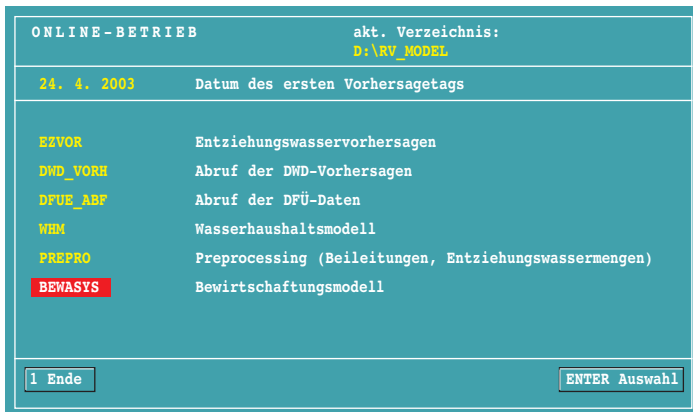 ONLINE-BETRIEB akt. Verzeichnis:
D:\RV_MODEL
24. 4. 2003 Datum des ersten Vorhersagetags
EZVOR Entziehungswasservorhersagen
DWD_VORH Abruf der DWD-Vorhersagen
DFUE_ABF Abruf der DFÜ-Daten
WHM Wasserhaushaltsmodell
PREPRO Preprocessing (Beileitungen, Entziehungswassermengen)
BEWASYS Bewirtschaftungsmodell
1 Ende ENTER Auswahl